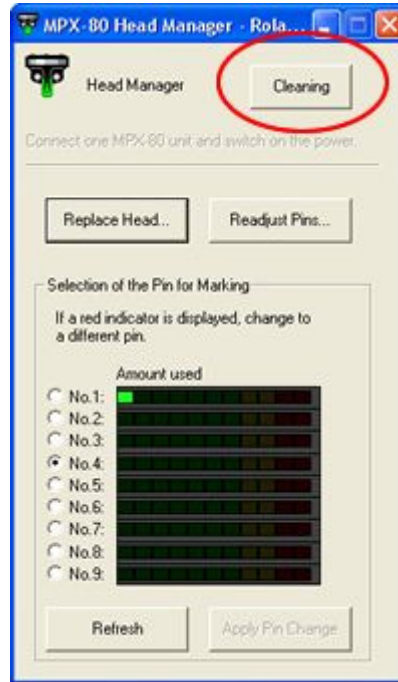 MPX-80 Head Manager - Rola...
Head Manager
Cleaning
Connect one MPX-80 unit and switch on the power.
Replace Head...
Readjust Pins...
Selection of the Pin for Marking
If a red indicator is displayed, change to
a different pin.
Amount used
No.1:
No.2:
No.3:
No.4:
No.5:
No.6:
No.7:
No.8:
No.9:
Refresh
Apply Pin Change